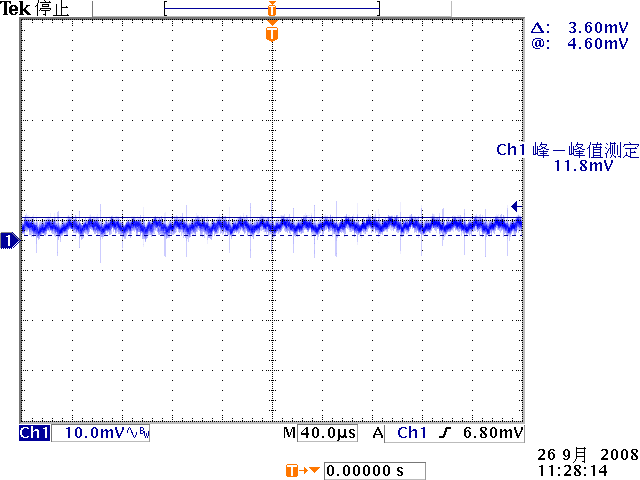 Tek 停止
T
T
Δ: 3.60mV
@: 4.60mV
Ch1 峰－峰值测定
11.8mV
1
Ch1 10.0mV∿Bw M 40.0µs A Ch1 ƒ 6.80mV
26 9月 2008
T→▼ 0.00000 s
11:28:14